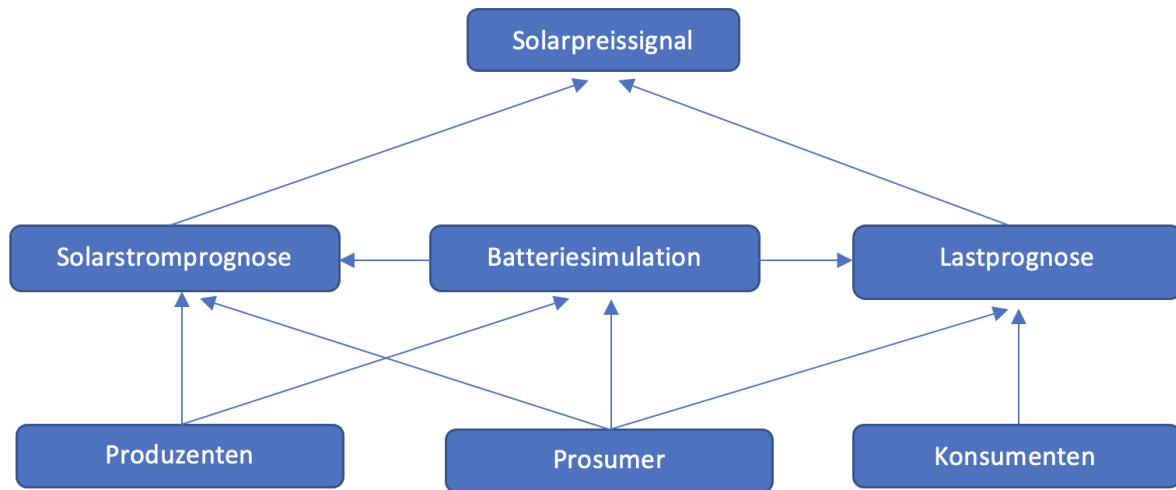 Solarpreissignal
Solarstromprognose
Batteriesimulation
Lastprognose
Produzenten
Prosumer
Konsumenten